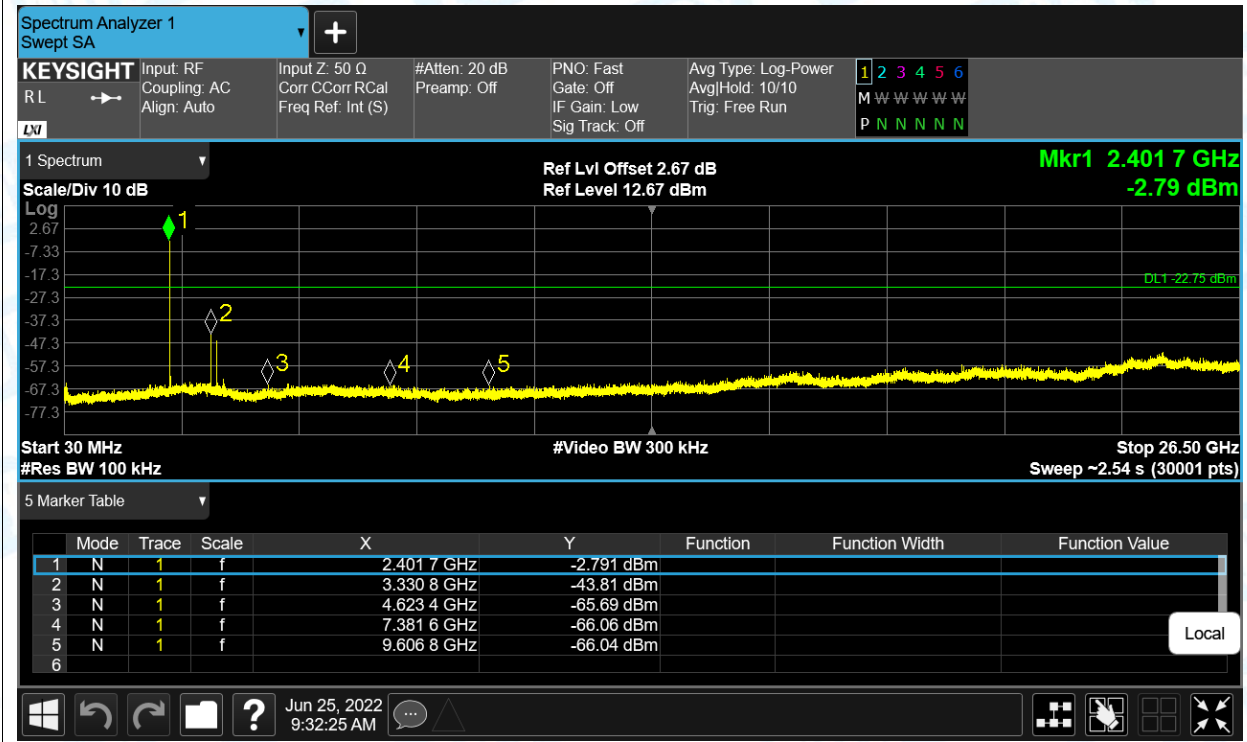 Spectrum Analyzer 1
Swept SA
+
KEYSIGHT
R L
LXI
Input: RF
Coupling: AC
Align: Auto
Input Z: 50 Ω
Corr CCorr RCal
Freq Ref: Int (S)
#Atten: 20 dB
Preamp: Off
PNO: Fast
Gate: Off
IF Gain: Low
Sig Track: Off
Avg Type: Log-Power
Avg|Hold: 10/10
Trig: Free Run
1 2 3 4 5 6
M W W W W W
P N N N N N
1 Spectrum
Scale/Div 10 dB
Ref Lvl Offset 2.67 dB
Ref Level 12.67 dBm
Mkr1 2.401 7 GHz
-2.79 dBm
Log
2.67
-7.33
-17.3
-27.3
-37.3
-47.3
-57.3
-67.3
-77.3
1
2
3
4
5
DL1 -22.75 dBm
Start 30 MHz
#Video BW 300 kHz
Stop 26.50 GHz
#Res BW 100 kHz
Sweep ~2.54 s (30001 pts)
5 Marker Table
Mode Trace Scale X Y Function Function Width Function Value
1 N 1 f 2.401 7 GHz -2.791 dBm
2 N 1 f 3.330 8 GHz -43.81 dBm
3 N 1 f 4.623 4 GHz -65.69 dBm
4 N 1 f 7.381 6 GHz -66.06 dBm
5 N 1 f 9.606 8 GHz -66.04 dBm
6
Local
?
Jun 25, 2022
9:32:25 AM